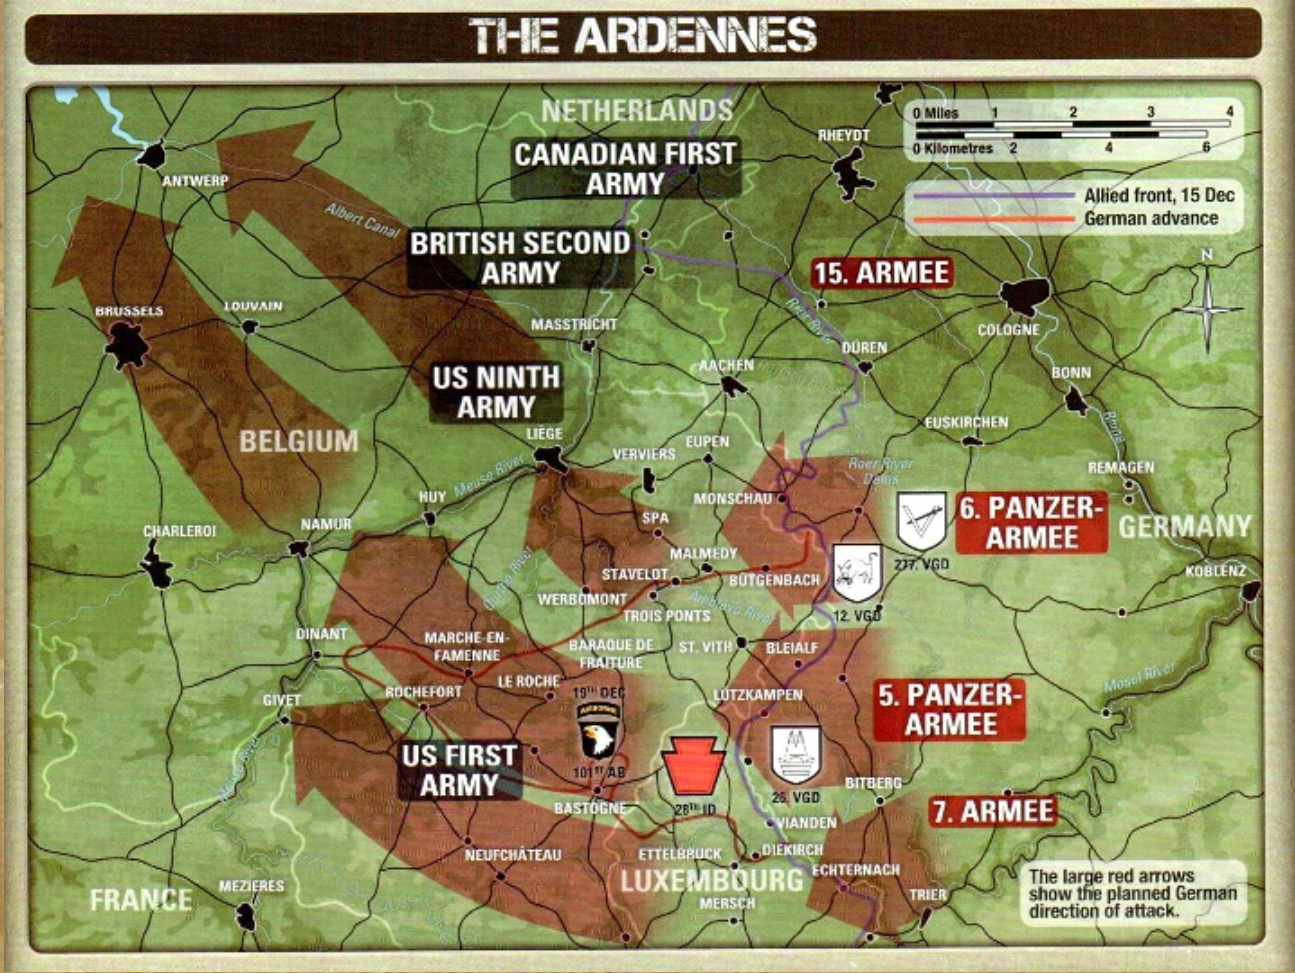 THE ARDENNES
NETHERLANDS
CANADIAN FIRST
ARMY
RHEYDT
0 Miles 1 2 3 4
0 Kilometres 2 4 6
Allied front, 15 Dec
German advance
N
ANTWERP
Albert Canal
BRITISH SECOND
ARMY
15. ARMEE
BRUSSELS
LOUVAIN
MASSTRICHT
Roer River
COLOGNE
DÜREN
AACHEN
BONN
US NINTH
ARMY
BELGIUM
LIÈGE
EUPEN
EUSKIRCHEN
VERVIERS
Meuse River
Roer River
Dams
REMAGEN
HUY
MONSCHAU
6. PANZER-
ARMEE
GERMANY
CHARLEROI
NAMUR
SPA
277. VGD
MALMEDY
STAVELOT
BÜTGENBACH
KOBLENZ
WERBOMONT
TROIS PONTS
12. VGD
DINANT
MARCHE-EN-
FAMENNE
BARAQUE DE
FRAITURE
ST. VITH
BLEIALF
GIVET
ROCHEFORT
LE ROCHE
19TH DEC
AIRBORNE
LÜTZKAMPEN
5. PANZER-
ARMEE
Mosel River
US FIRST
ARMY
101ST AB
BASTOGNE
28TH ID
26. VGD
BITBERG
7. ARMEE
VIANDEN
NEUFCHÂTEAU
ETTELBRUCK
DIEKIRCH
ECHTERNACH
LUXEMBOURG
MERSCH
TRIER
FRANCE
MEZIERES
The large red arrows
show the planned German
direction of attack.